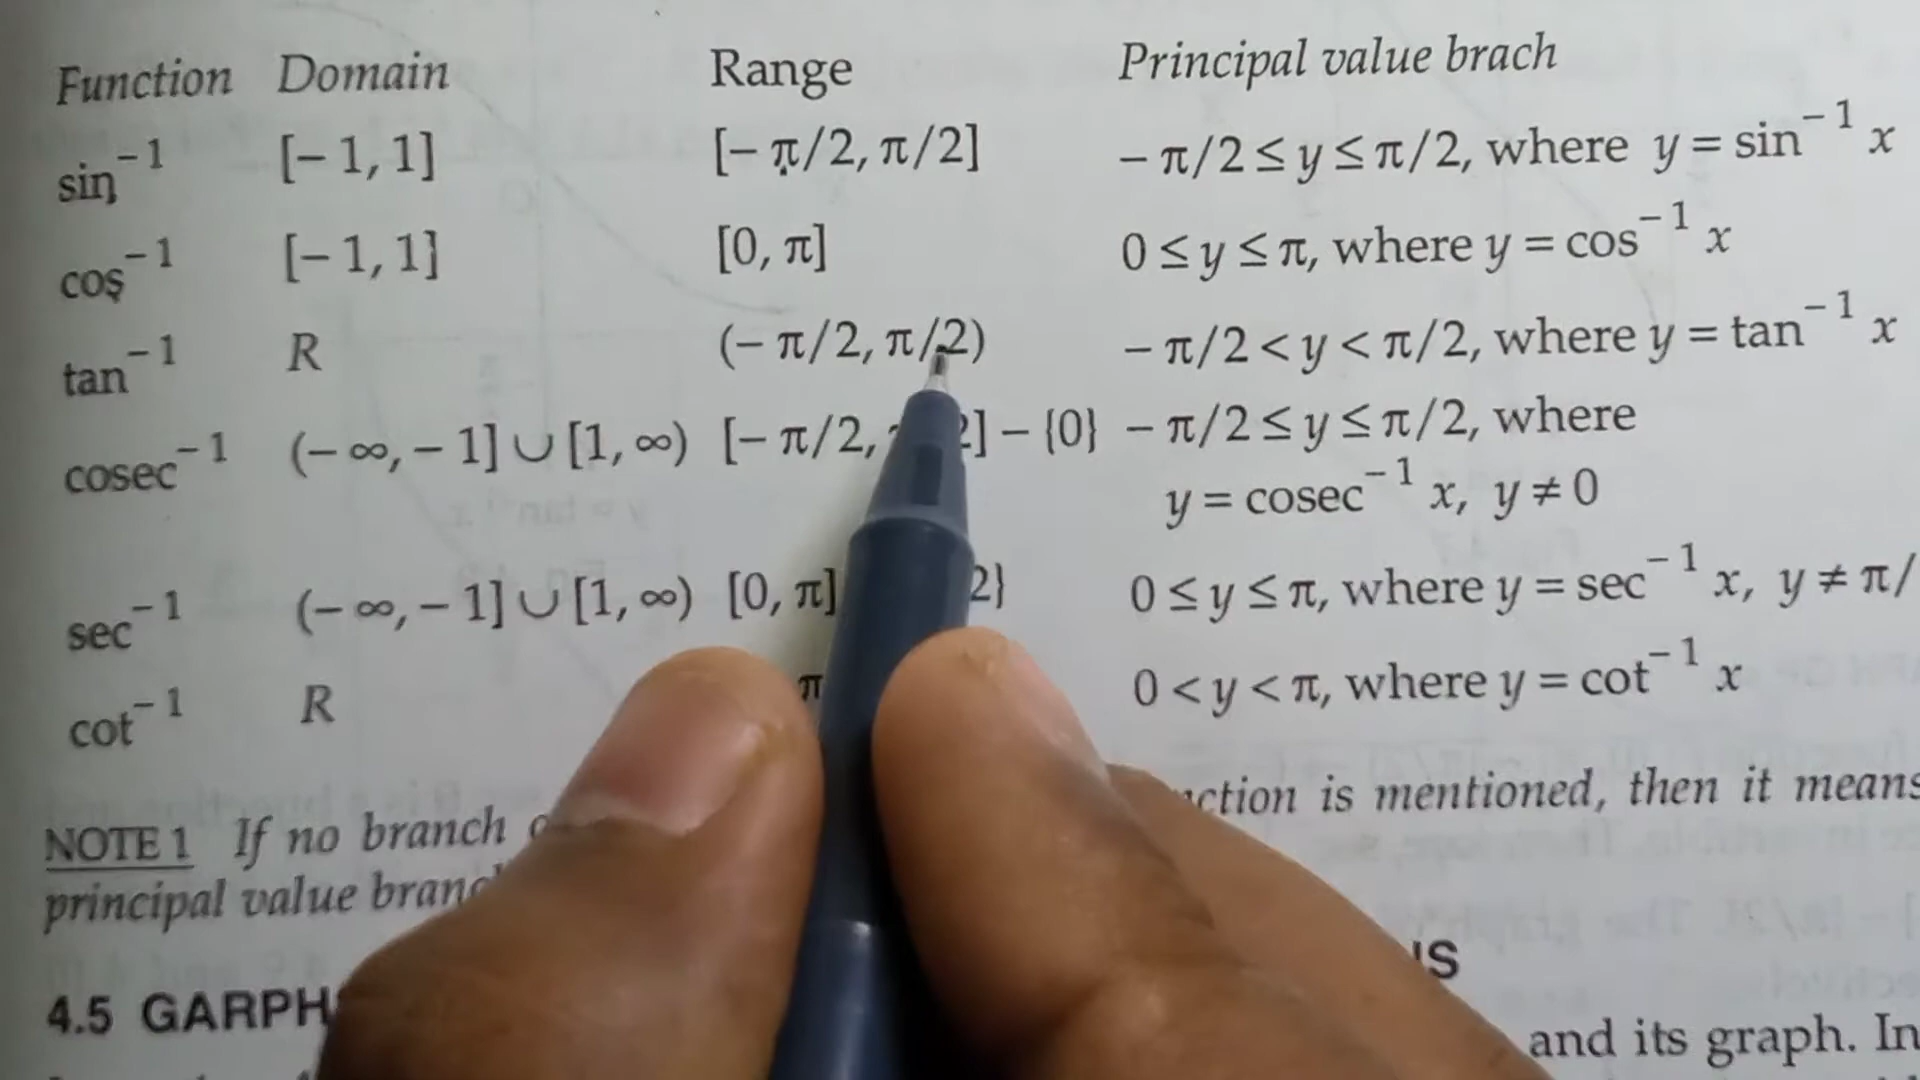 Function Domain Range Principal value brach
sin⁻¹ [– 1, 1] [– π/2, π/2] – π/2 ≤ y ≤ π/2, where y = sin⁻¹ x
cos⁻¹ [– 1, 1] [0, π] 0 ≤ y ≤ π, where y = cos⁻¹ x
tan⁻¹ R (– π/2, π/2) – π/2 < y < π/2, where y = tan⁻¹ x
cosec⁻¹ (– ∞, – 1] ∪ [1, ∞) [– π/2, 2] – {0} – π/2 ≤ y ≤ π/2, where
y = cosec⁻¹ x, y ≠ 0
sec⁻¹ (– ∞, – 1] ∪ [1, ∞) [0, π] 2} 0 ≤ y ≤ π, where y = sec⁻¹ x, y ≠ π/
cot⁻¹ R π 0 < y < π, where y = cot⁻¹ x
NOTE 1 If no branch is mentioned, then it means
principal value
4.5
and its graph. In